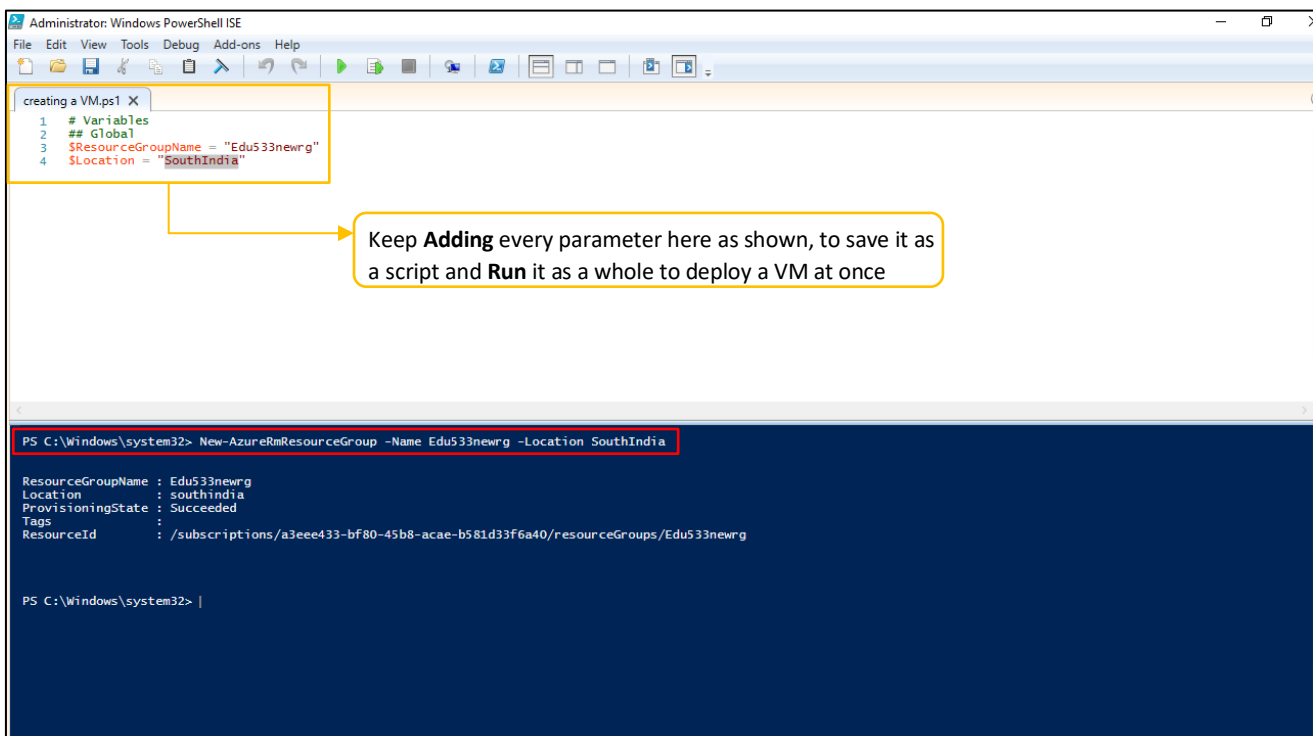 Administrator: Windows PowerShell ISE
File Edit View Tools Debug Add-ons Help
creating a VM.ps1 X
1 # Variables
2 ## Global
3 $ResourceGroupName = "Edu533newrg"
4 $Location = "SouthIndia"
Keep Adding every parameter here as shown, to save it as
a script and Run it as a whole to deploy a VM at once
PS C:\Windows\system32> New-AzureRmResourceGroup -Name Edu533newrg -Location SouthIndia
ResourceGroupName : Edu533newrg
Location : southindia
ProvisioningState : Succeeded
Tags :
ResourceId : /subscriptions/a3eee433-bf80-45b8-acae-b581d33f6a40/resourceGroups/Edu533newrg
PS C:\Windows\system32> |